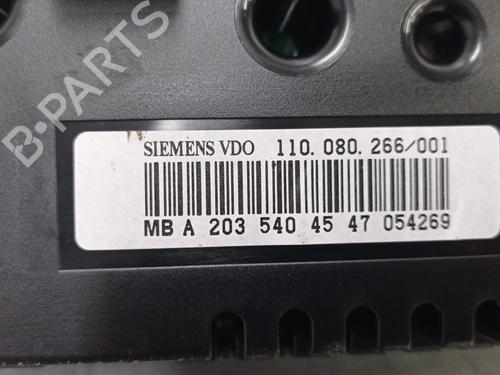 B-PARTS
SIEMENS VDO 110.080.266/001
MB A 203 540 45 47 054269